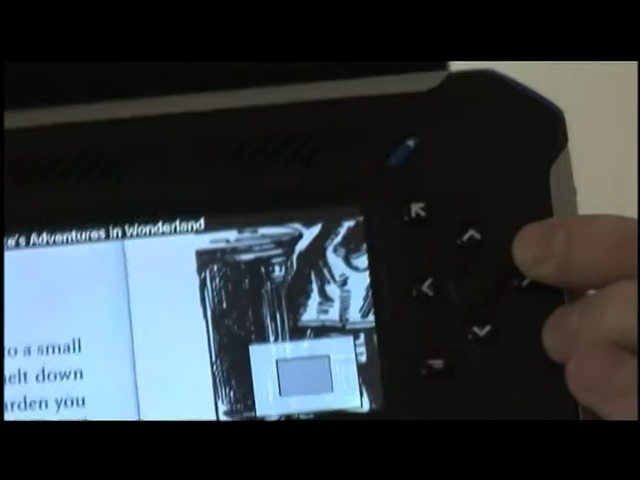 e's Adventures in Wonderland
o a small
elt down
arden you